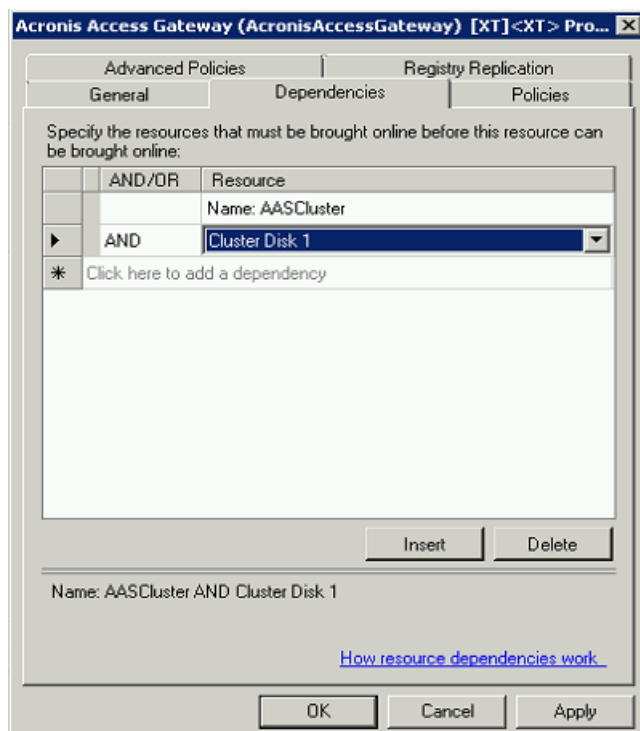 Acronis Access Gateway (AcronisAccessGateway) [XT]<XT> Pro...
Advanced Policies
Registry Replication
General
Dependencies
Policies
Specify the resources that must be brought online before this resource can
be brought online:
AND/OR Resource
Name: AASCluster
AND Cluster Disk 1
Click here to add a dependency
Insert
Delete
Name: AASCluster AND Cluster Disk 1
How resource dependencies work
OK
Cancel
Apply